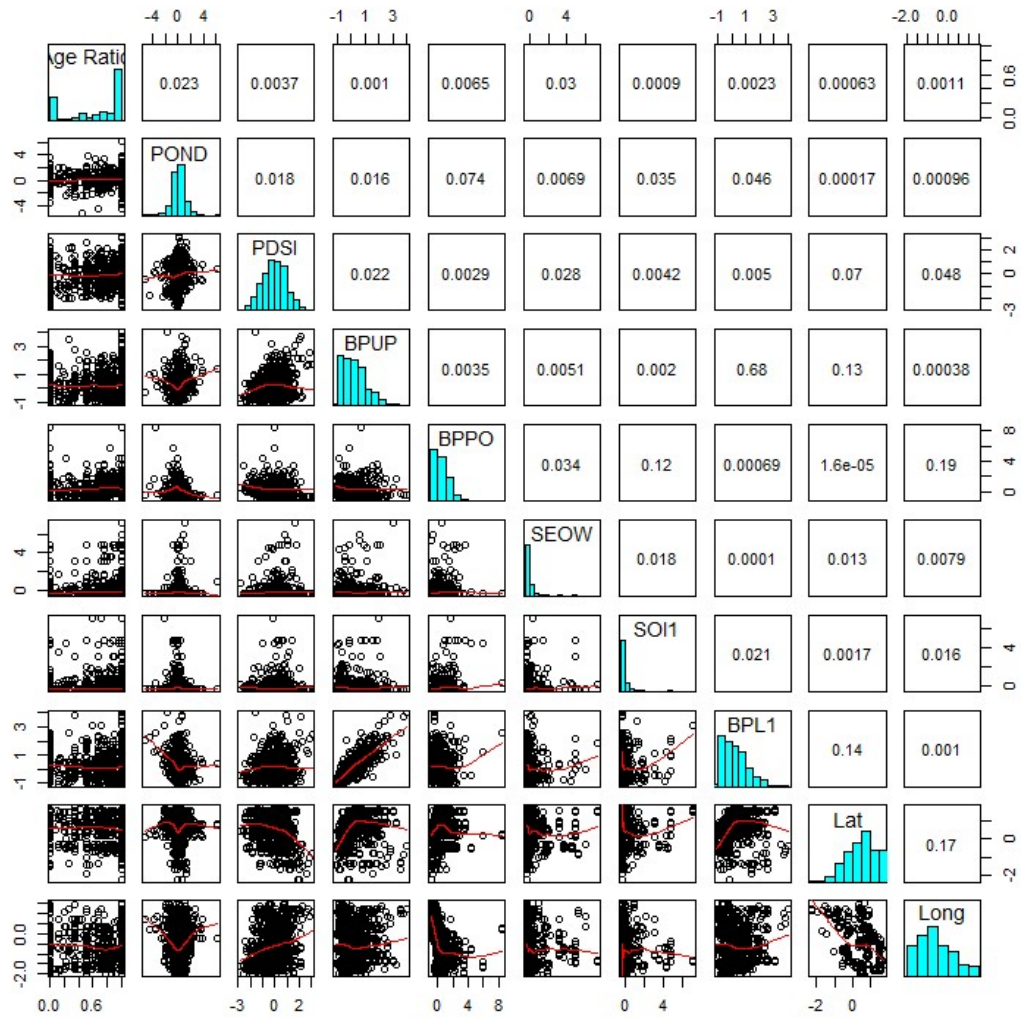 -4 0 4 -1 1 3 0 4 -1 1 3 -2.0 0.0
Age Ratio 0.023 0.0037 0.001 0.0065 0.03 0.0009 0.0023 0.00063 0.0011 0.0 0.6
-4 0 4 POND 0.018 0.016 0.074 0.0069 0.035 0.046 0.00017 0.00096
PDSI 0.022 0.0029 0.028 0.0042 0.005 0.07 0.048 -3 0 2
-1 1 3 BPUP 0.0035 0.0051 0.002 0.68 0.13 0.00038
BPPO 0.034 0.12 0.00069 1.6e-05 0.19 0 4 8
0 4 SEOW 0.018 0.0001 0.013 0.0079
SOI1 0.021 0.0017 0.016 0 4
-1 1 3 BPL1 0.14 0.001
Lat 0.17 -2 0
-2.0 0.0 Long
0.0 0.6 -3 0 2 0 4 8 0 4 -2 0